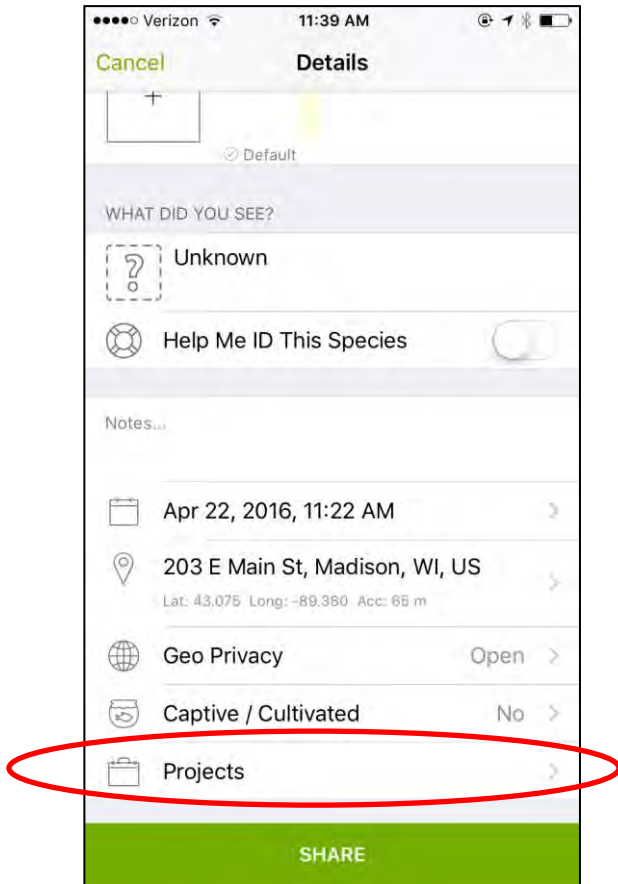 Verizon 11:39 AM
Cancel Details
+
Default
WHAT DID YOU SEE?
? Unknown
Help Me ID This Species
Notes...
Apr 22, 2016, 11:22 AM
203 E Main St, Madison, WI, US
Lat: 43.075 Long: -89.380 Acc: 65 m
Geo Privacy Open
Captive / Cultivated No
Projects
SHARE